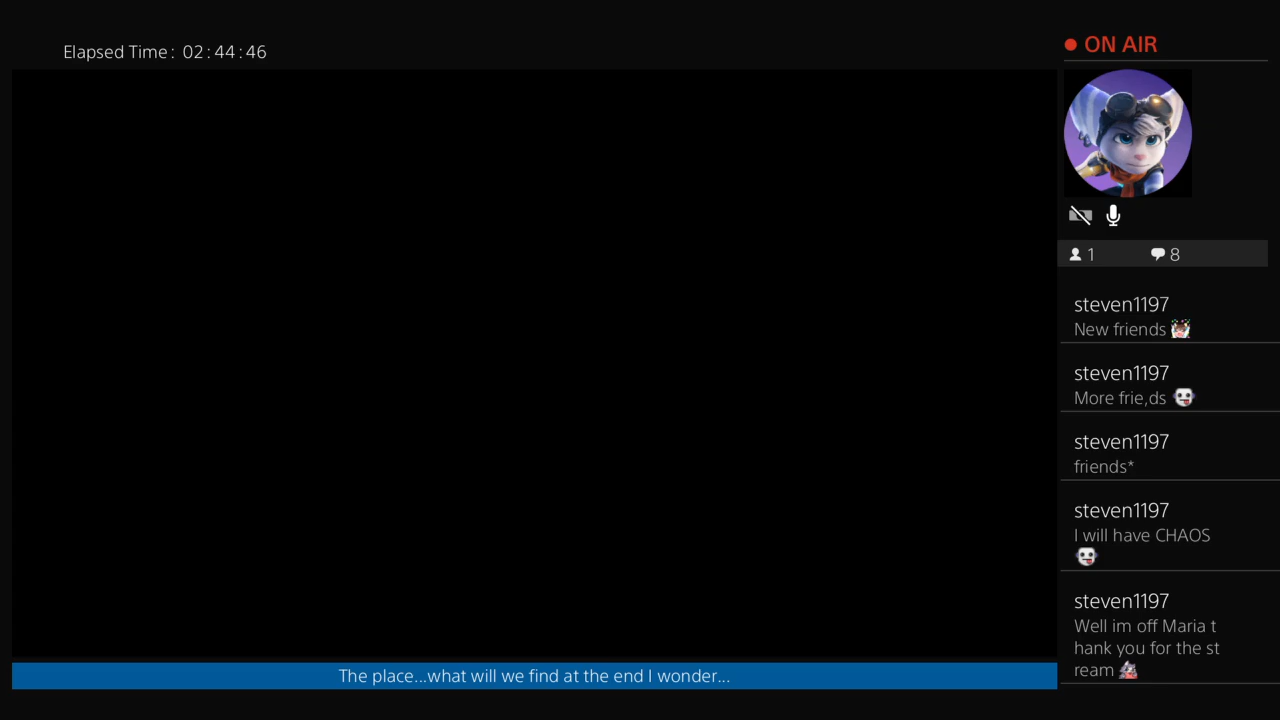 Elapsed Time: 02:44:46
ON AIR
1 8
steven1197
New friends
steven1197
More frie,ds
steven1197
friends*
steven1197
I will have CHAOS
steven1197
Well im off Maria t
hank you for the st
ream
The place...what will we find at the end I wonder...